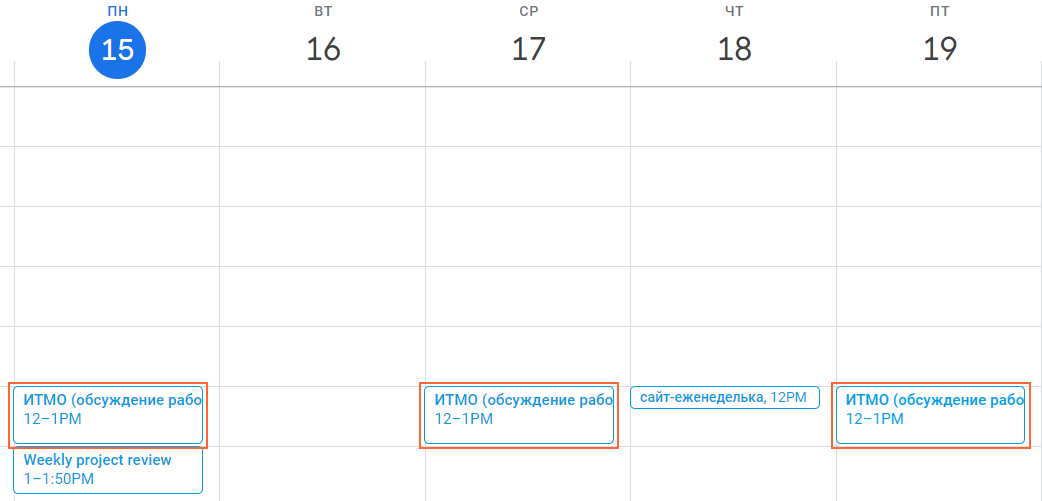 ПН
ВТ
СР
ЧТ
ПТ
15
16
17
18
19
ИТМО (обсуждение рабо
12–1PM
Weekly project review
1–1:50PM
ИТМО (обсуждение рабо
12–1PM
сайт-еженеделька, 12PM
ИТМО (обсуждение рабо
12–1PM